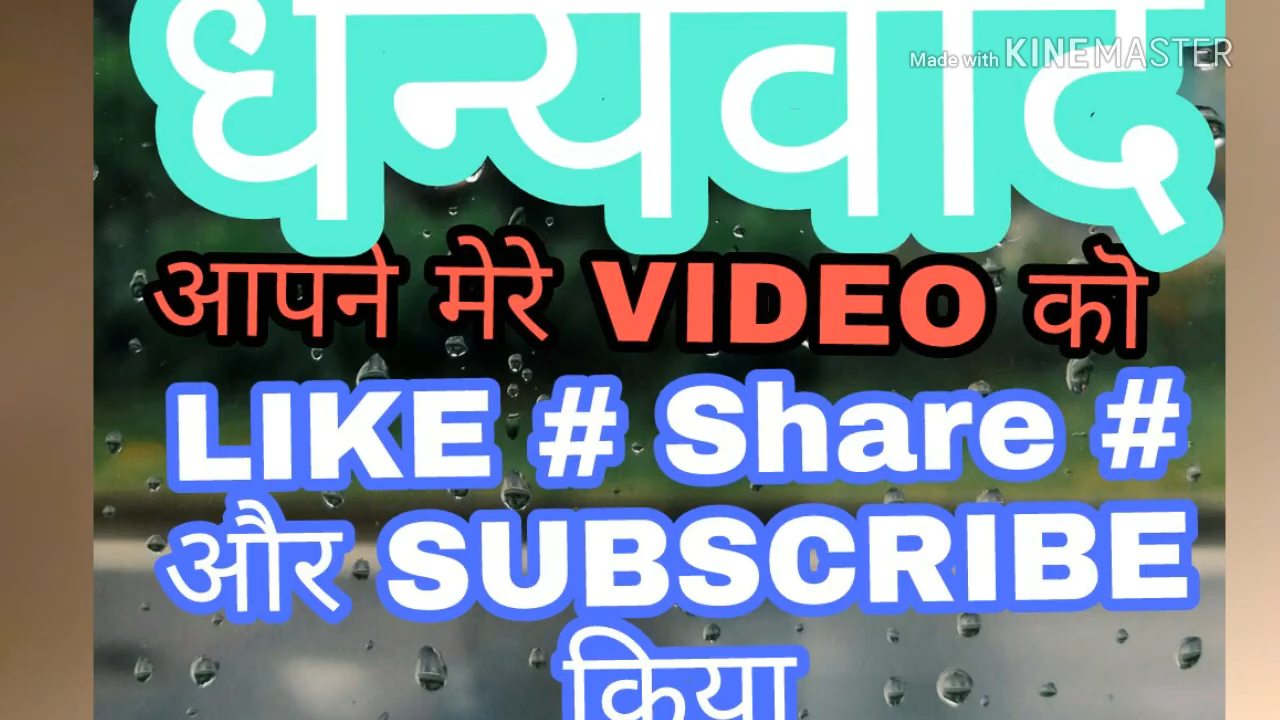 Made with KINEMASTER
धन्यवाद
आपने मेरे VIDEO को
LIKE # Share #
और SUBSCRIBE
किया